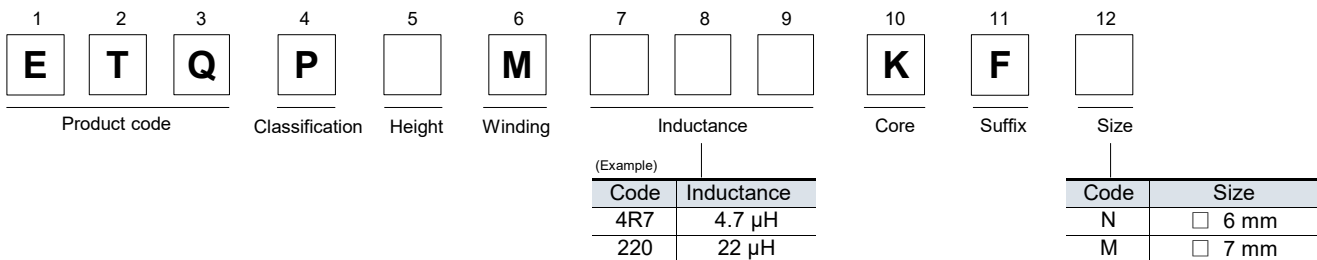 1 2 3 4 5 6 7 8 9 10 11 12
E T Q P M K F
Product code Classification Height Winding Inductance Core Suffix Size
(Example)
Code Inductance Code Size
4R7 4.7 μH N □ 6 mm
220 22 μH M □ 7 mm